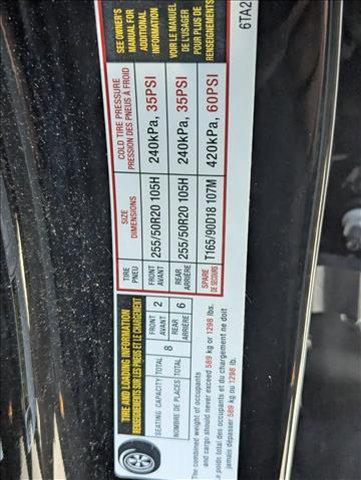 TIRE AND LOADING INFORMATION
RENSEIGNEMENTS SUR LES PNEUS ET LE CHARGEMENT
SEATING CAPACITY TOTAL 8 FRONT AVANT 2
NOMBRE DE PLACES TOTAL REAR ARRIÈRE 6
The combined weight of occupants
and cargo should never exceed 589 kg or 1298 lbs.
Le poids total des occupants et du chargement ne doit
jamais dépasser 589 kg ou 1298 lb.
TIRE
PNEU
SIZE
DIMENSIONS
COLD TIRE PRESSURE
PRESSION DES PNEUS À FROID
FRONT
AVANT
255/50R20 105H
240kPa, 35PSI
REAR
ARRIÈRE
255/50R20 105H
240kPa, 35PSI
SPARE
DE SECOURS
T165/90D18 107M
420kPa, 60PSI
SEE OWNER'S
MANUAL FOR
ADDITIONAL
INFORMATION
VOIR LE MANUEL
DE L'USAGER
POUR PLUS DE
RENSEIGNEMENTS
6TA2